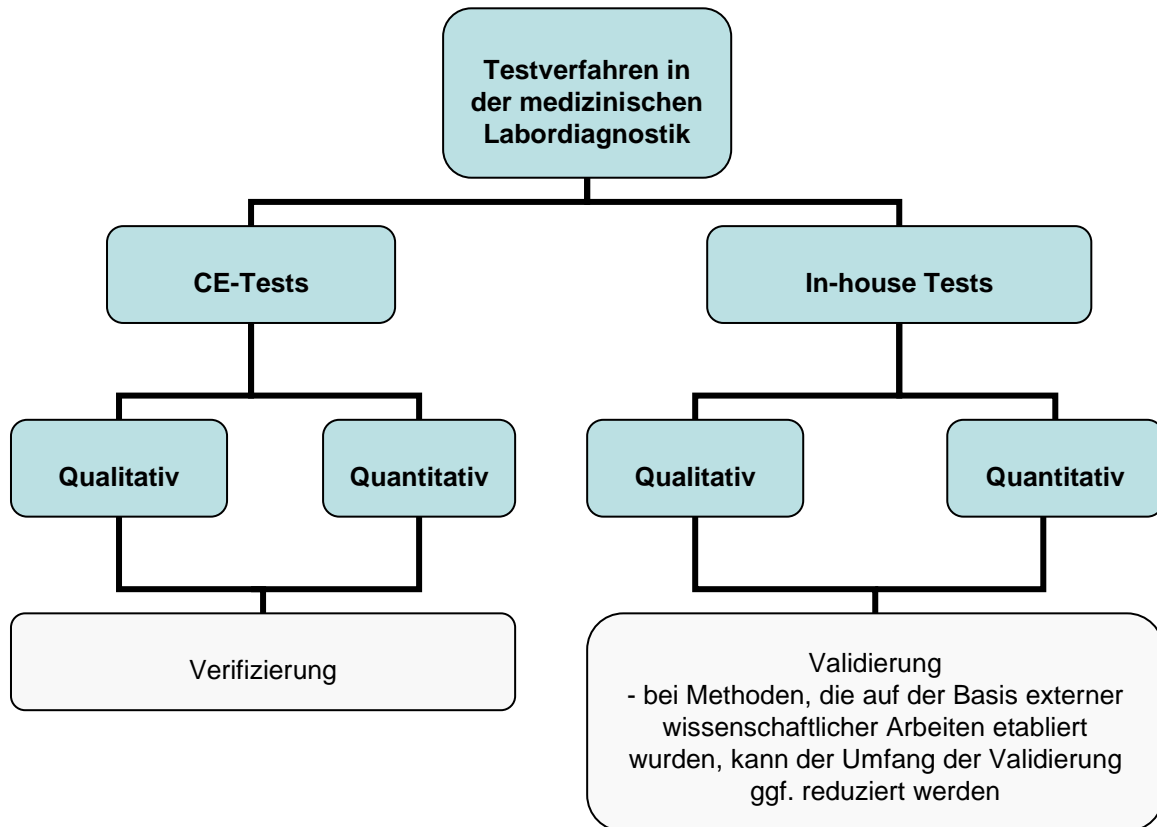 Testverfahren in
der medizinischen
Labordiagnostik
CE-Tests
In-house Tests
Qualitativ
Quantitativ
Qualitativ
Quantitativ
Verifizierung
Validierung
- bei Methoden, die auf der Basis externer
wissenschaftlicher Arbeiten etabliert
wurden, kann der Umfang der Validierung
ggf. reduziert werden